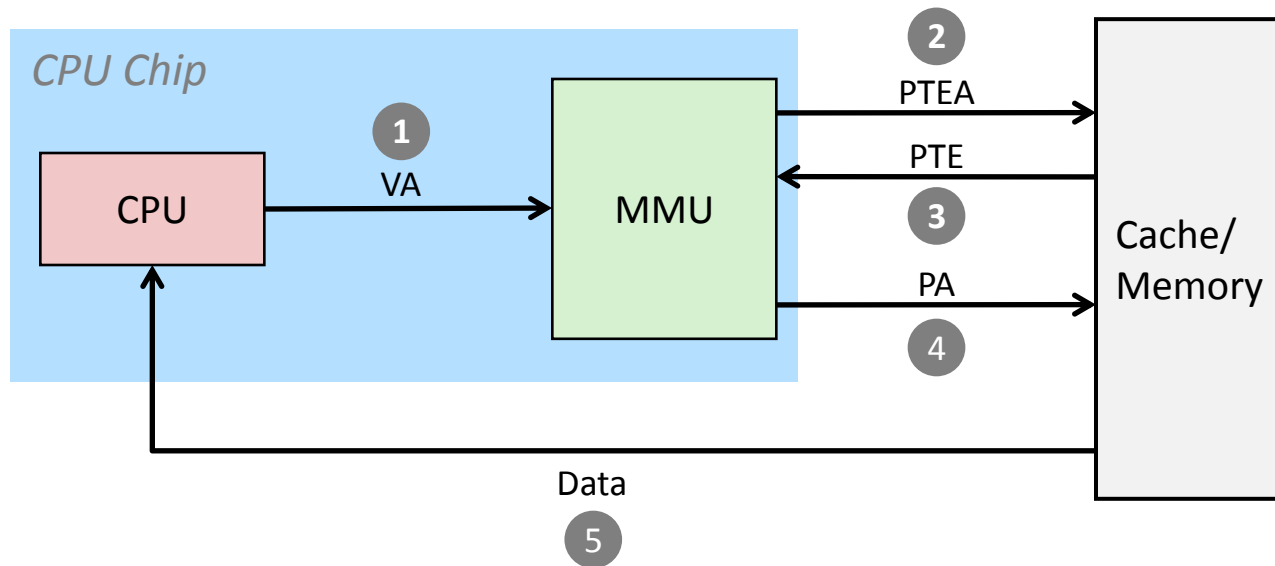 2
CPU Chip
PTEA
1
VA
PTE
CPU
MMU
3
Cache/
Memory
PA
4
Data
5